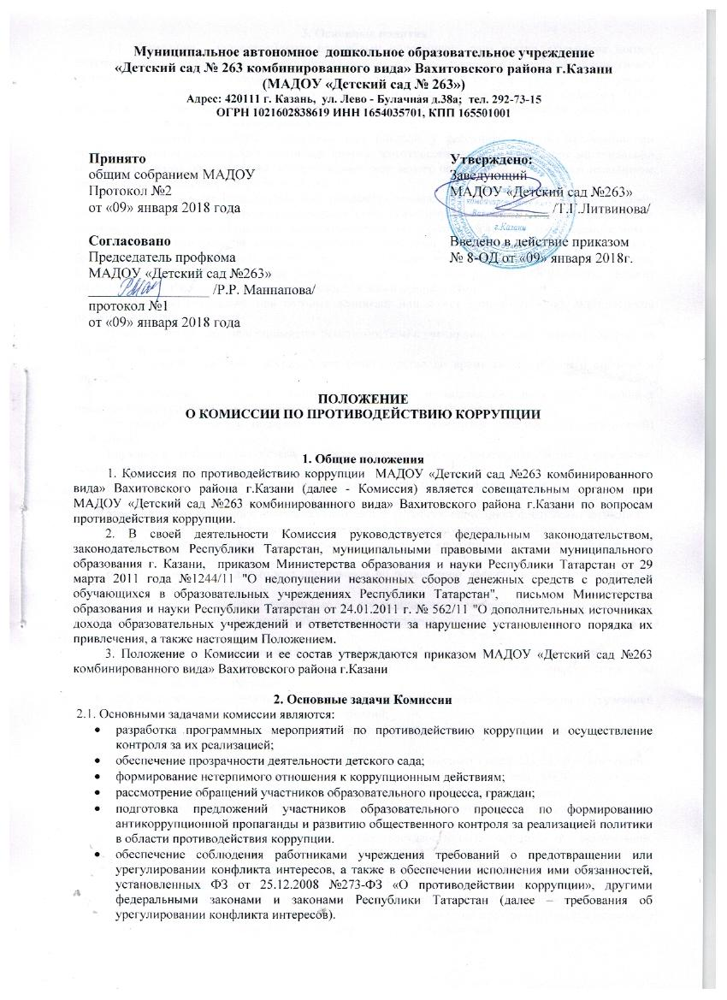 Муниципальное автономное дошкольное образовательное учреждение
«Детский сад № 263 комбинированного вида» Вахитовского района г.Казани
(МАДОУ «Детский сад № 263»)
Адрес: 420111 г. Казань, ул. Лево - Булачная д.38а; тел. 292-73-15
ОГРН 1021602838619 ИНН 1654035701, КПП 165501001
Принято
общим собранием МАДОУ
Протокол №2
от «09» января 2018 года
Утверждено:
Заведующий
МАДОУ «Детский сад №263»
/Т.Г.Литвинова/
г.Казани
Согласовано
Председатель профкома
МАДОУ «Детский сад №263»
/Р.Р. Маннапова/
протокол №1
от «09» января 2018 года
Введено в действие приказом
№ 8-ОД от «09» января 2018г.
ПОЛОЖЕНИЕ
О КОМИССИИ ПО ПРОТИВОДЕЙСТВИЮ КОРРУПЦИИ
1. Общие положения
1. Комиссия по противодействию коррупции МАДОУ «Детский сад №263 комбинированного
вида» Вахитовского района г.Казани (далее - Комиссия) является совещательным органом при
МАДОУ «Детский сад №263 комбинированного вида» Вахитовского района г.Казани по вопросам
противодействия коррупции.
2. В своей деятельности Комиссия руководствуется федеральным законодательством,
законодательством Республики Татарстан, муниципальными правовыми актами муниципального
образования г. Казани, приказом Министерства образования и науки Республики Татарстан от 29
марта 2011 года №1244/11 "О недопущении незаконных сборов денежных средств с родителей
обучающихся в образовательных учреждениях Республики Татарстан", письмом Министерства
образования и науки Республики Татарстан от 24.01.2011 г. № 562/11 "О дополнительных источниках
дохода образовательных учреждений и ответственности за нарушение установленного порядка их
привлечения, а также настоящим Положением.
3. Положение о Комиссии и ее состав утверждаются приказом МАДОУ «Детский сад №263
комбинированного вида» Вахитовского района г.Казани
2. Основные задачи Комиссии
2.1. Основными задачами комиссии являются:
• разработка программных мероприятий по противодействию коррупции и осуществление
контроля за их реализацией;
• обеспечение прозрачности деятельности детского сада;
• формирование нетерпимого отношения к коррупционным действиям;
• рассмотрение обращений участников образовательного процесса, граждан;
• подготовка предложений участников образовательного процесса по формированию
антикоррупционной пропаганды и развитию общественного контроля за реализацией политики
в области противодействия коррупции.
• обеспечение соблюдения работниками учреждения требований о предотвращении или
урегулировании конфликта интересов, а также в обеспечении исполнения ими обязанностей,
установленных ФЗ от 25.12.2008 №273-ФЗ «О противодействии коррупции», другими
федеральными законами и законами Республики Татарстан (далее – требования об
урегулировании конфликта интересов).